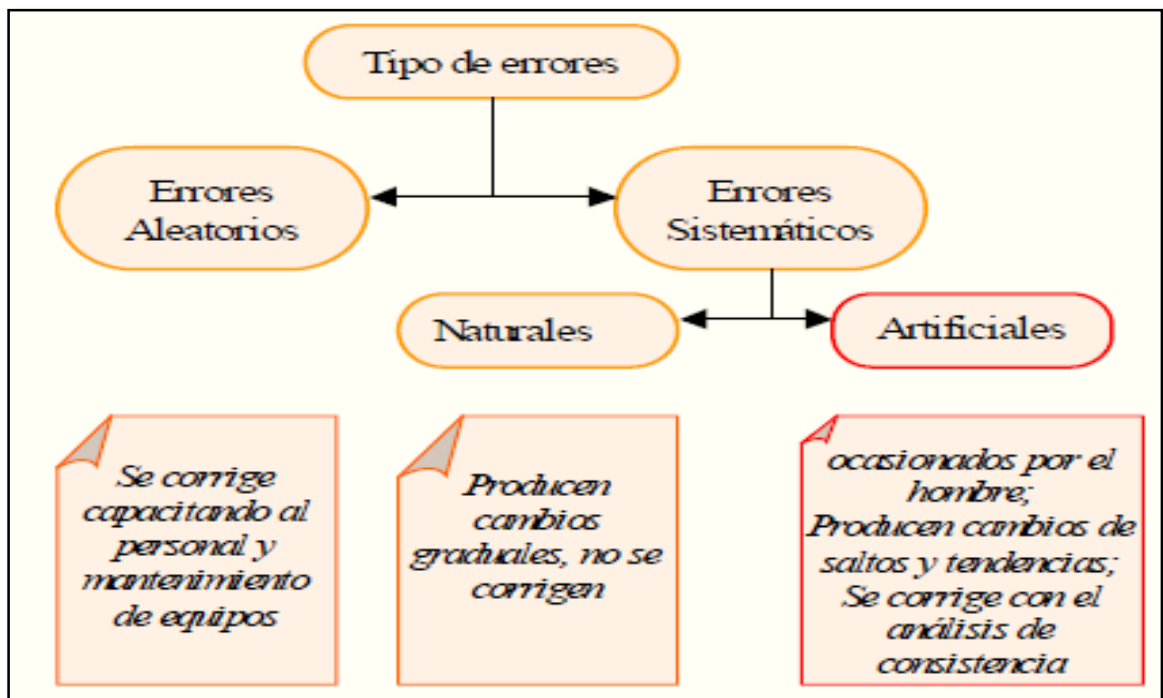 Tipo de errores
Errores
Aleatorios
Errores
Sistemáticos
Naturales
Artificiales
Se corrige
capacitando al
personal y
mantenimiento
de equipos
Producen
cambios
graduales, no se
corrigen
ocasionados por el
hombre;
Producen cambios de
saltos y tendencias;
Se corrige con el
análisis de
consistencia